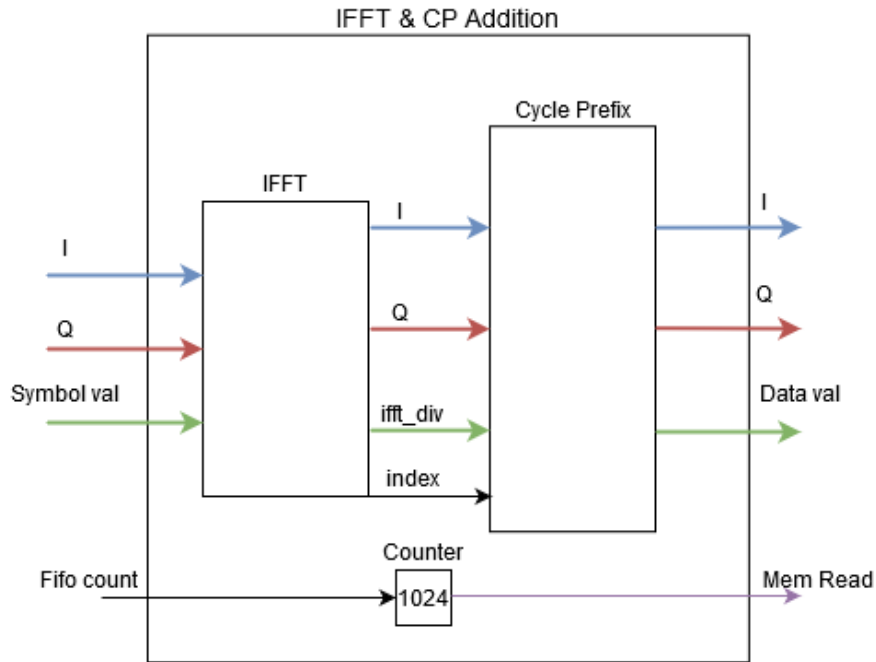 IFFT & CP Addition
Cycle Prefix
IFFT
I
I
I
Q
Q
Q
Symbol val
ifft_div
Data val
index
Counter
Fifo count
1024
Mem Read